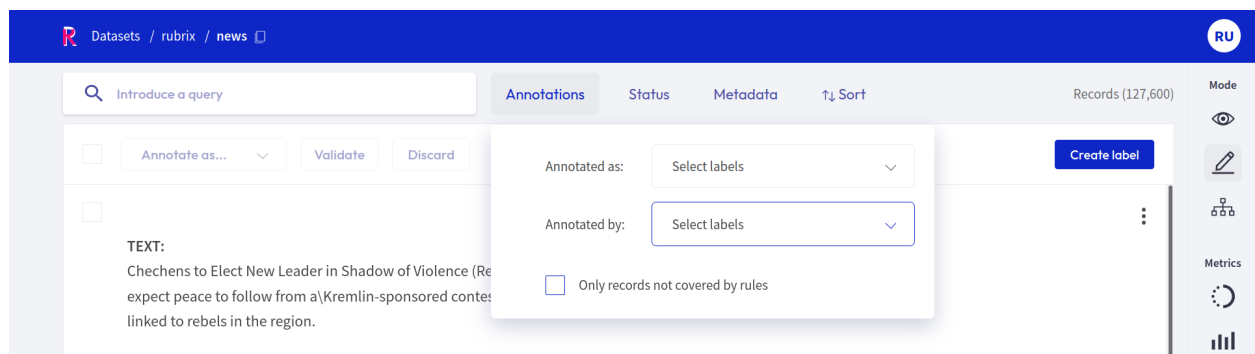 R Datasets / rubrix / news
RU
Introduce a query
Annotations Status Metadata ↑↓ Sort
Records (127,600)
Mode
Annotate as... Validate Discard
Annotated as: Select labels
Create label
Annotated by: Select labels
TEXT:
Chechens to Elect New Leader in Shadow of Violence (Re
expect peace to follow from a\Kremlin-sponsored contes
linked to rebels in the region.
Only records not covered by rules
Metrics